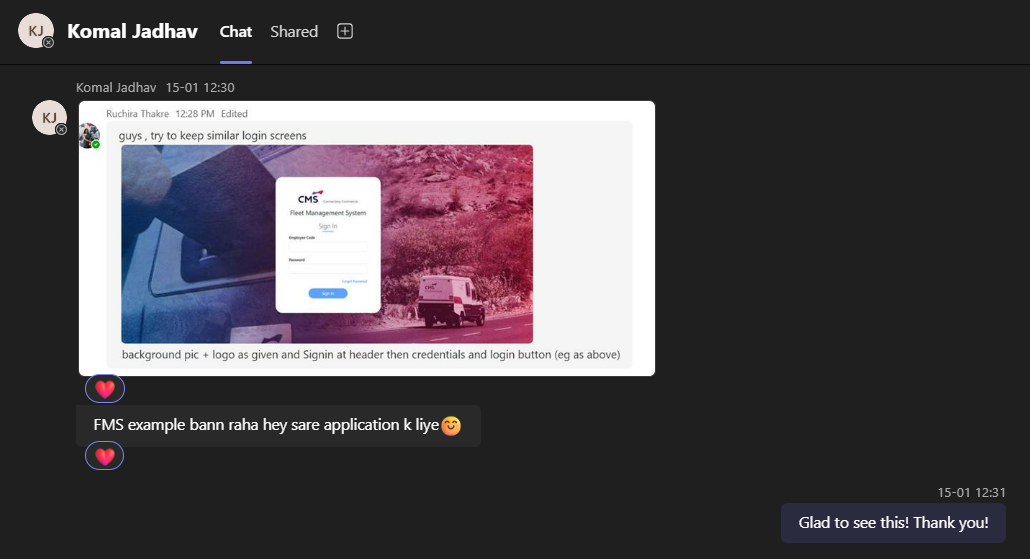 KJ
Komal Jadhav
Chat
Shared
Komal Jadhav 15-01 12:30
KJ
Ruchira Thakre 12:28 PM Edited
guys , try to keep similar login screens
CMS
Connecting Commerce
Fleet Management System
Sign In
Employee Code
Password
Forgot Password
Sign In
CMS
background pic + logo as given and Signin at header then credentials and login button (eg as above)
FMS example bann raha hey sare application k liye😊
15-01 12:31
Glad to see this! Thank you!